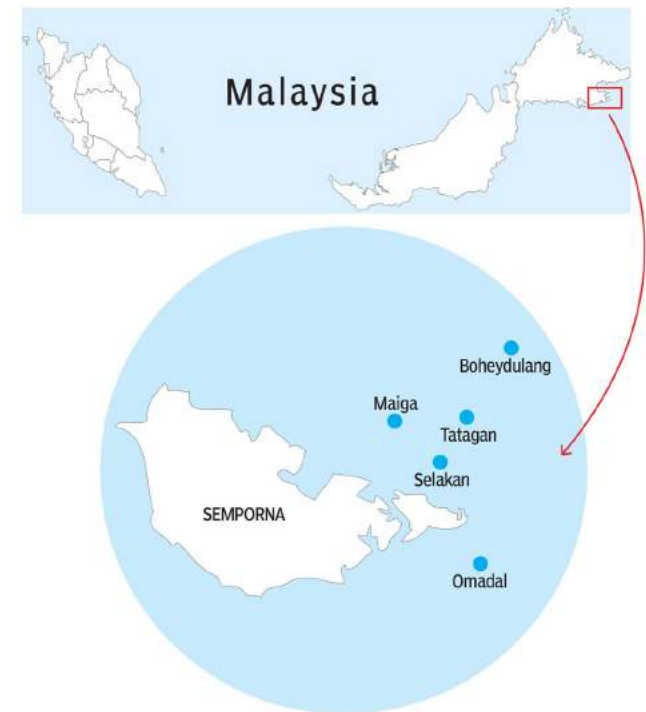 Malaysia
Boheydulang
Maiga
Tatagan
Selakan
SEMPORNA
Omadal